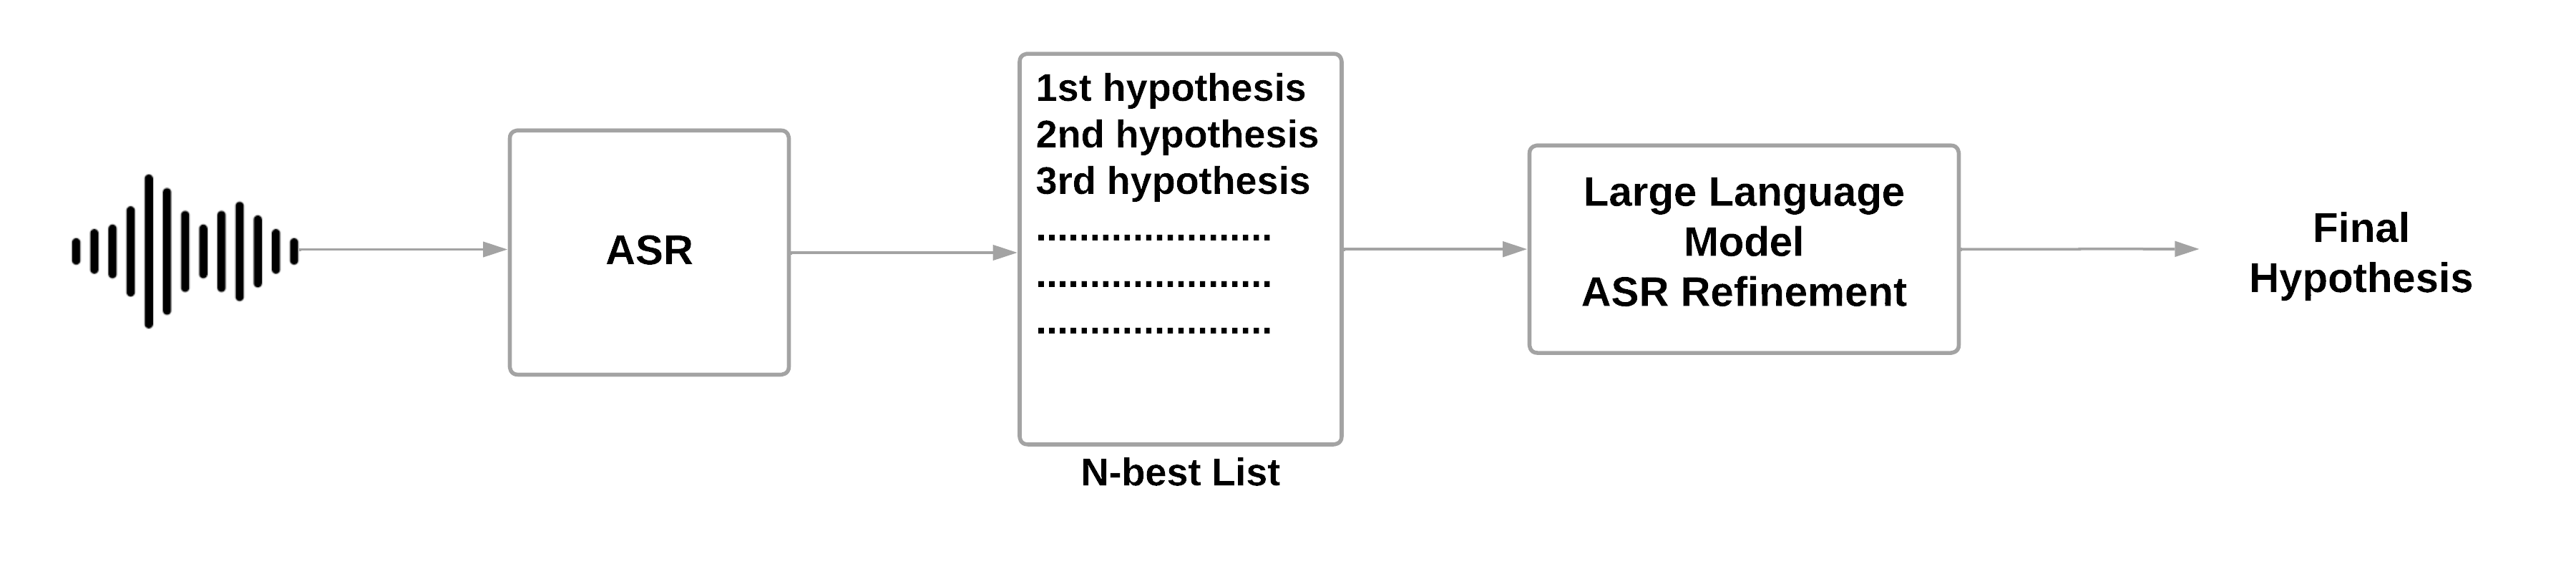 ASR
1st hypothesis
2nd hypothesis
3rd hypothesis
......................
......................
......................
N-best List
Large Language
Model
ASR Refinement
Final
Hypothesis